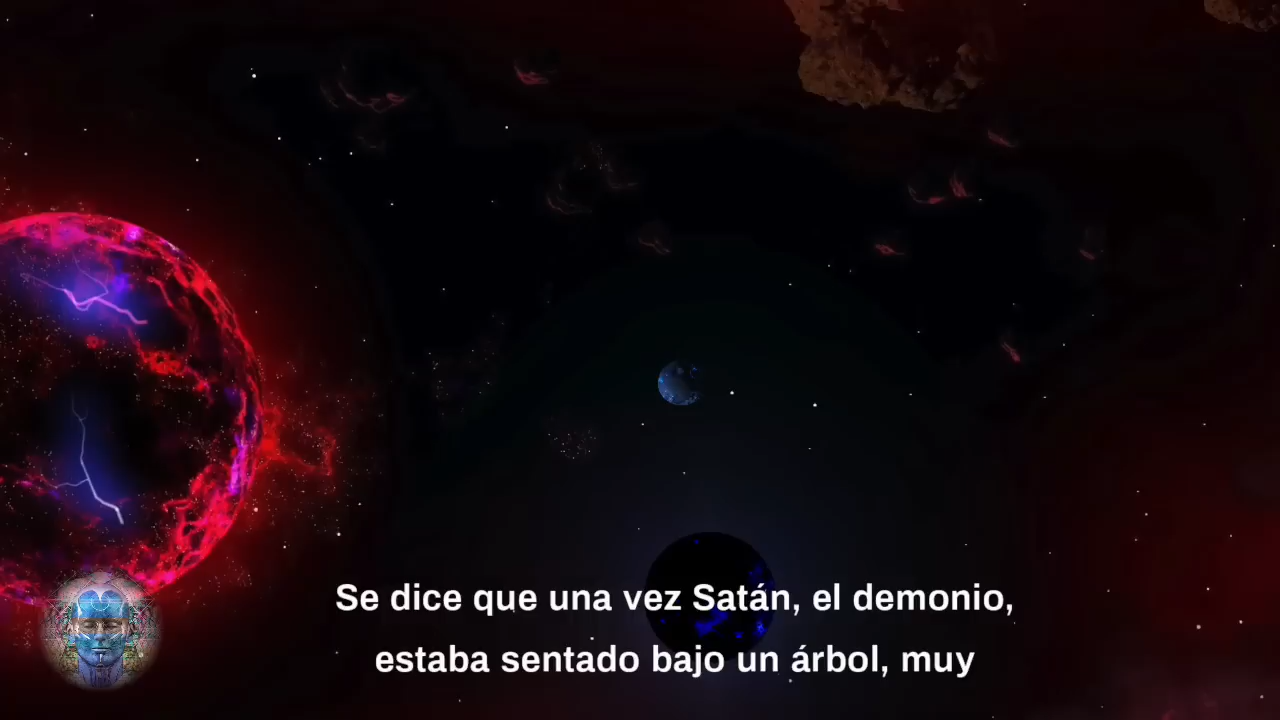 Se dice que una vez Satán, el demonio,
estaba sentado bajo un árbol, muy